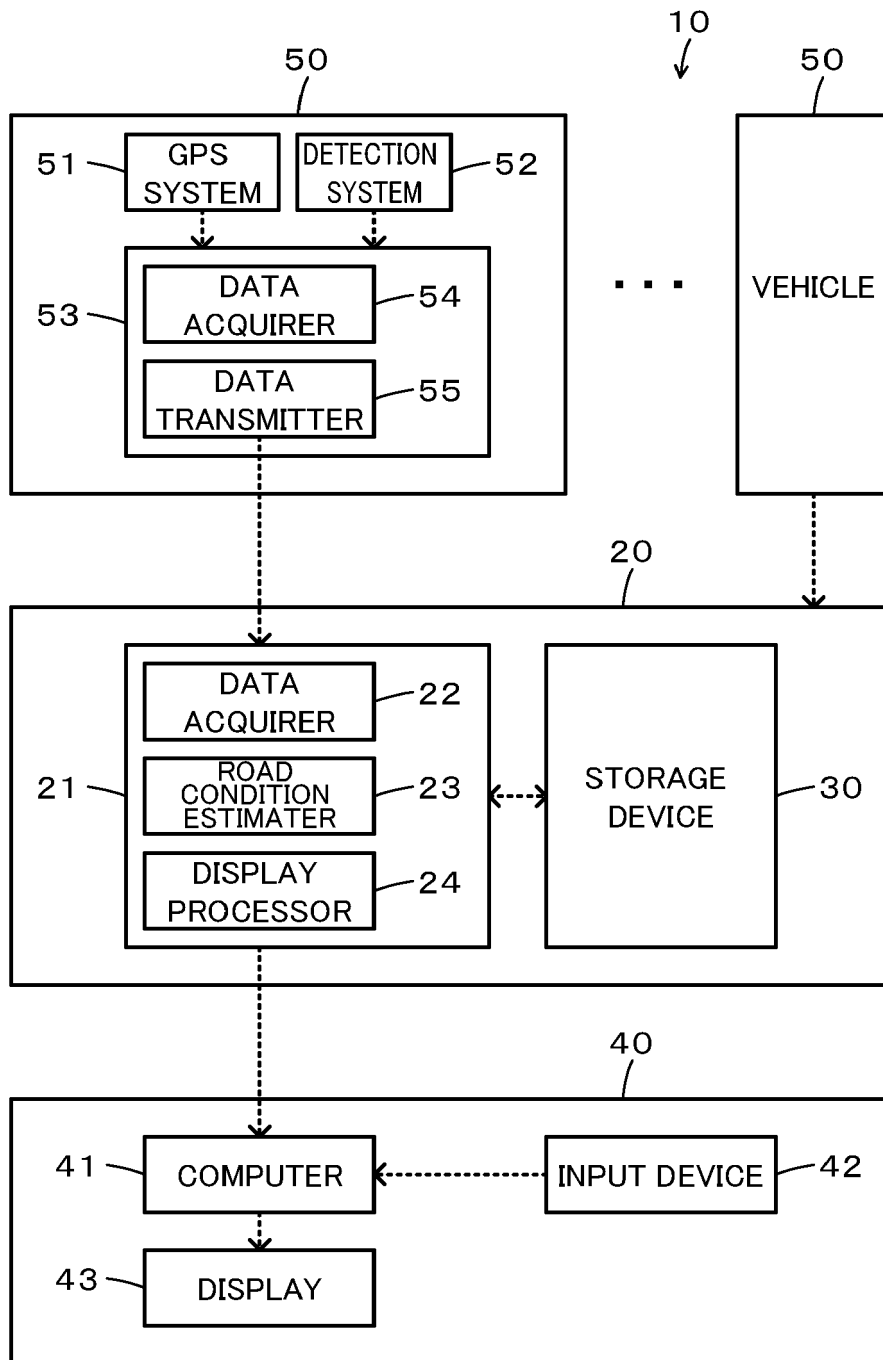 10
50
50
51
GPS
SYSTEM
DETECTION
SYSTEM
52
53
DATA
ACQUIRER
54
DATA
TRANSMITTER
55
VEHICLE
20
21
DATA
ACQUIRER
22
ROAD
CONDITION
ESTIMATER
23
DISPLAY
PROCESSOR
24
STORAGE
DEVICE
30
40
41
COMPUTER
INPUT DEVICE
42
43
DISPLAY